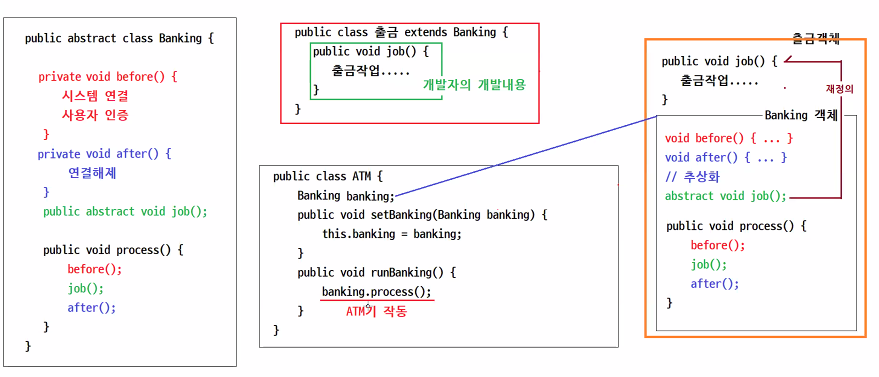 public abstract class Banking {
private void before() {
시스템 연결
사용자 인증
}
private void after() {
연결해제
}
public abstract void job();
public void process() {
before();
job();
after();
}
}
public class 출금 extends Banking {
public void job() {
출금작업.....
}
개발자의 개발내용
}
public class ATM {
Banking banking;
public void setBanking(Banking banking) {
this.banking = banking;
}
public void runBanking() {
banking.process();
}
ATM기 작동
}
출금객체
public void job() {
출금작업.....
}
재정의
Banking 객체
void before() { ... }
void after() { ... }
// 추상화
abstract void job();
public void process() {
before();
job();
after();
}